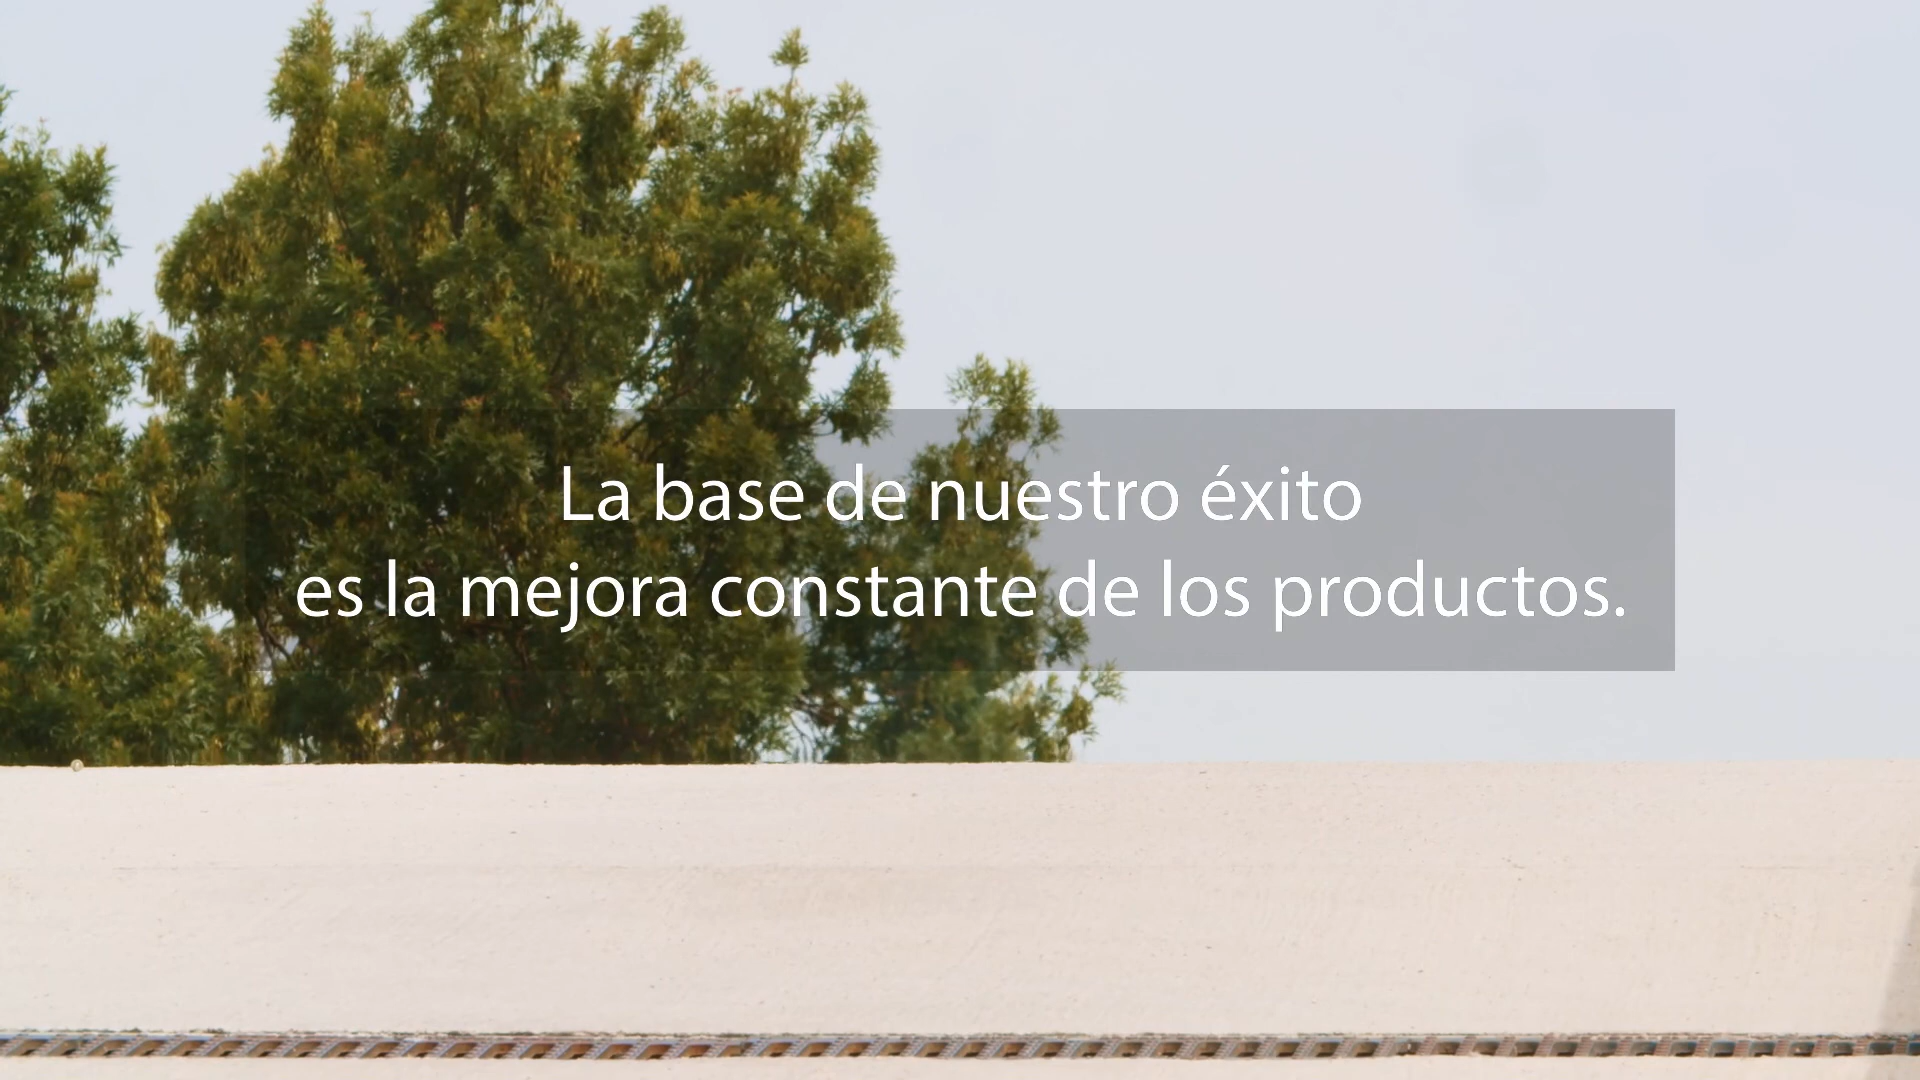 La base de nuestro éxito
es la mejora constante de los productos.